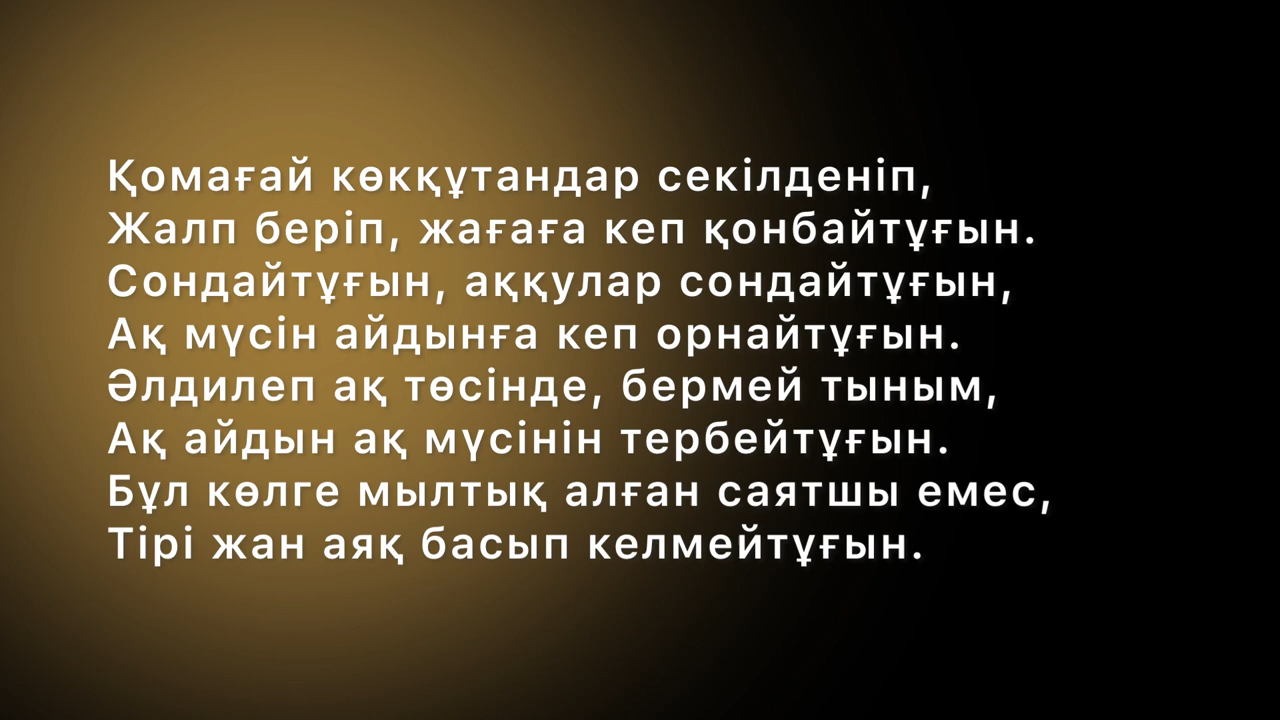 Қомағай көкқұтандар секілденіп,
Жалп беріп, жағаға кеп қонбайтұғын.
Сондайтұғын, аққулар сондайтұғын,
Ақ мүсін айдынға кеп орнайтұғын.
Әлдилеп ақ төсінде, бермей тыным,
Ақ айдын ақ мүсінін тербейтұғын.
Бұл көлге мылтық алған саятшы емес,
Тірі жан аяқ басып келмейтұғын.